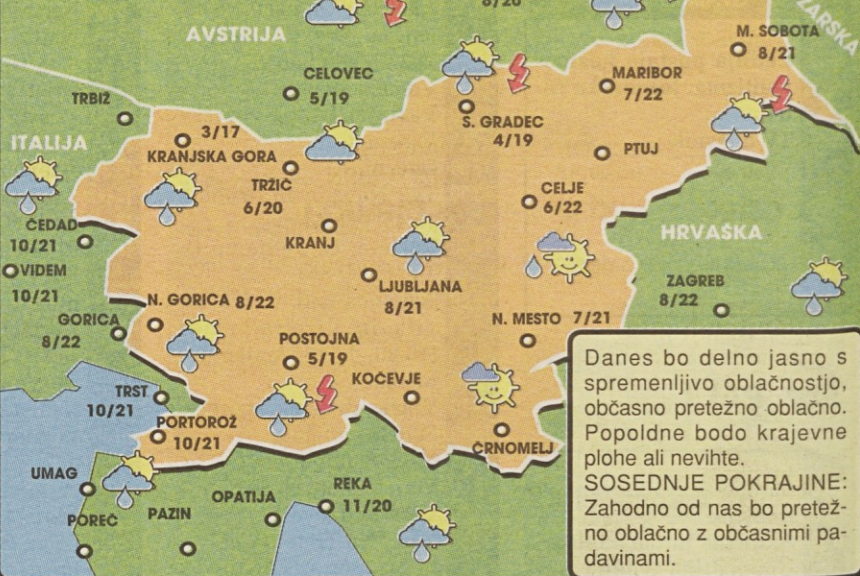 8/20
AVSTRIJA
ŽARSKA
M. SOBOTA
8/21
CELOVEC
5/19
MARIBOR
7/22
TRBIŽ
S. GRADEC
4/19
3/17
KRANJSKA GORA
ITALIJA
PTUJ
TRŽIČ
6/20
CELJE
6/22
ČEDAD
10/21
KRANJ
HRVAŠKA
VIDEM
10/21
LJUBLJANA
8/21
ZAGREB
8/22
N. GORICA 8/22
GORICA
8/22
N. MESTO 7/21
POSTOJNA
5/19
KOČEVJE
TRST
10/21
PORTOROŽ
10/21
ČRNOMELJ
UMAG
REKA
11/20
OPATIJA
POREČ
PAZIN
Danes bo delno jasno s
spremenljivo oblačnostjo,
občasno pretežno oblačno.
Popoldne bodo krajevne
plohe ali nevihte.
SOSEDNJE POKRAJINE:
Zahodno od nas bo pretež-
no oblačno z občasnimi pa-
davinami.